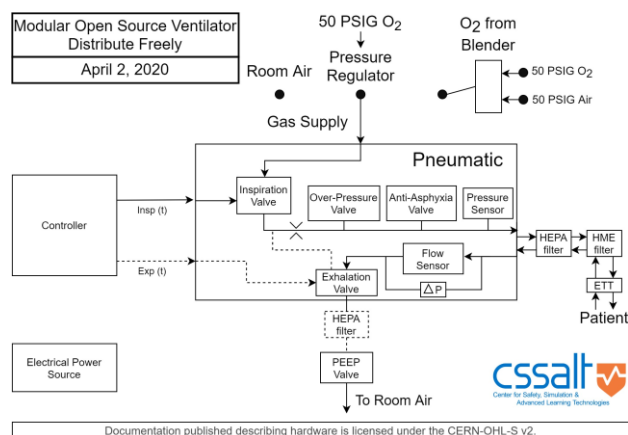 Modular Open Source Ventilator
Distribute Freely
April 2, 2020
50 PSIG O2
Pressure
Regulator
Room Air
O2 from
Blender
50 PSIG O2
50 PSIG Air
Gas Supply
Pneumatic
Controller
Insp (t)
Exp (t)
Inspiration
Valve
Over-Pressure
Valve
Anti-Asphyxia
Valve
Pressure
Sensor
Flow
Sensor
ΔP
Exhalation
Valve
HEPA
filter
HME
filter
ETT
Patient
HEPA
filter
PEEP
Valve
To Room Air
Electrical Power
Source
cssalt
Center for Safety, Simulation &
Advanced Learning Technologies
Documentation published describing hardware is licensed under the CERN-OHL-S v2.